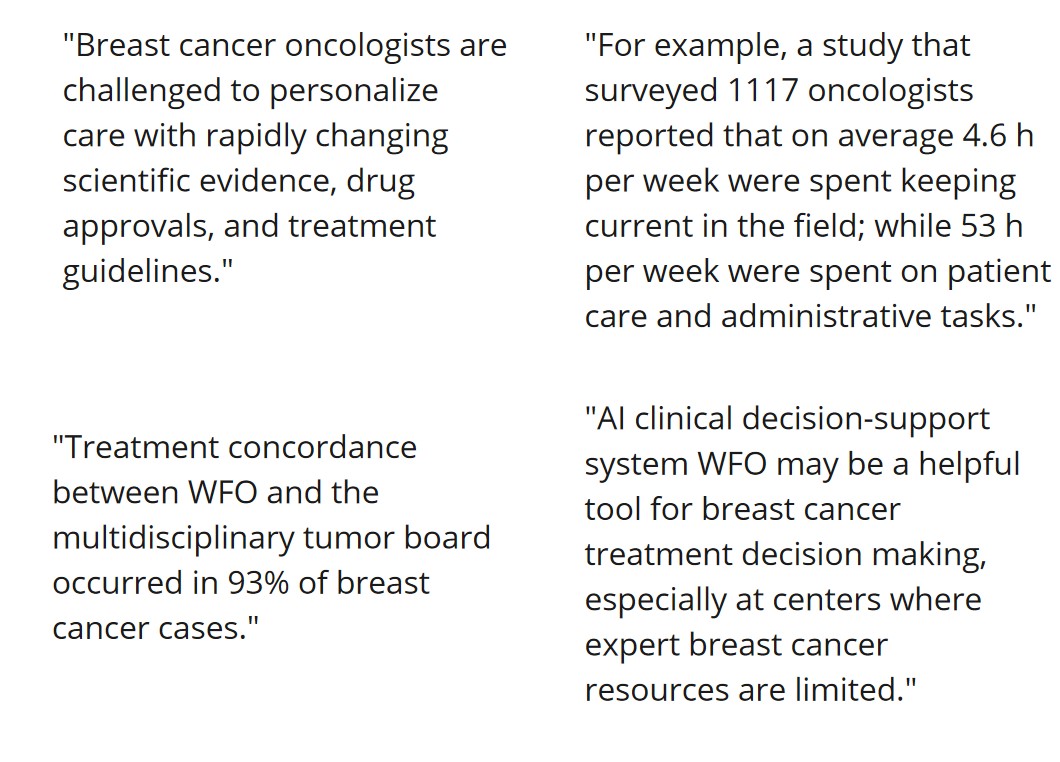 "Breast cancer oncologists are
challenged to personalize
care with rapidly changing
scientific evidence, drug
approvals, and treatment
guidelines."
"For example, a study that
surveyed 1117 oncologists
reported that on average 4.6 h
per week were spent keeping
current in the field; while 53 h
per week were spent on patient
care and administrative tasks."
"Treatment concordance
between WFO and the
multidisciplinary tumor board
occurred in 93% of breast
cancer cases."
"AI clinical decision-support
system WFO may be a helpful
tool for breast cancer
treatment decision making,
especially at centers where
expert breast cancer
resources are limited."